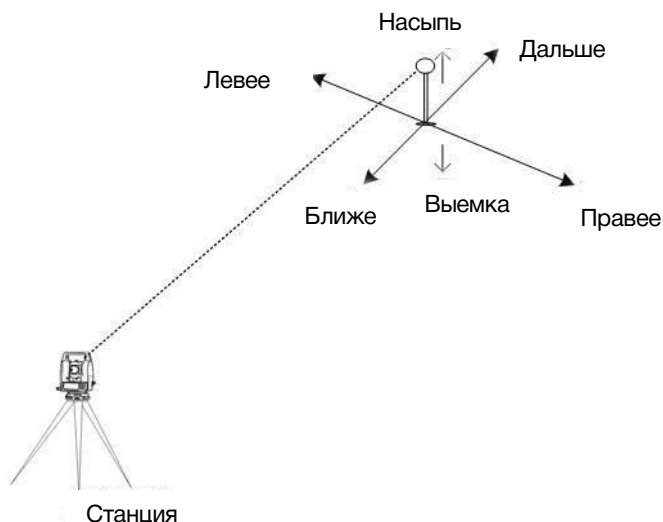 Насыпь
Дальше
Левее
Ближе
Выемка
Правее
Станция